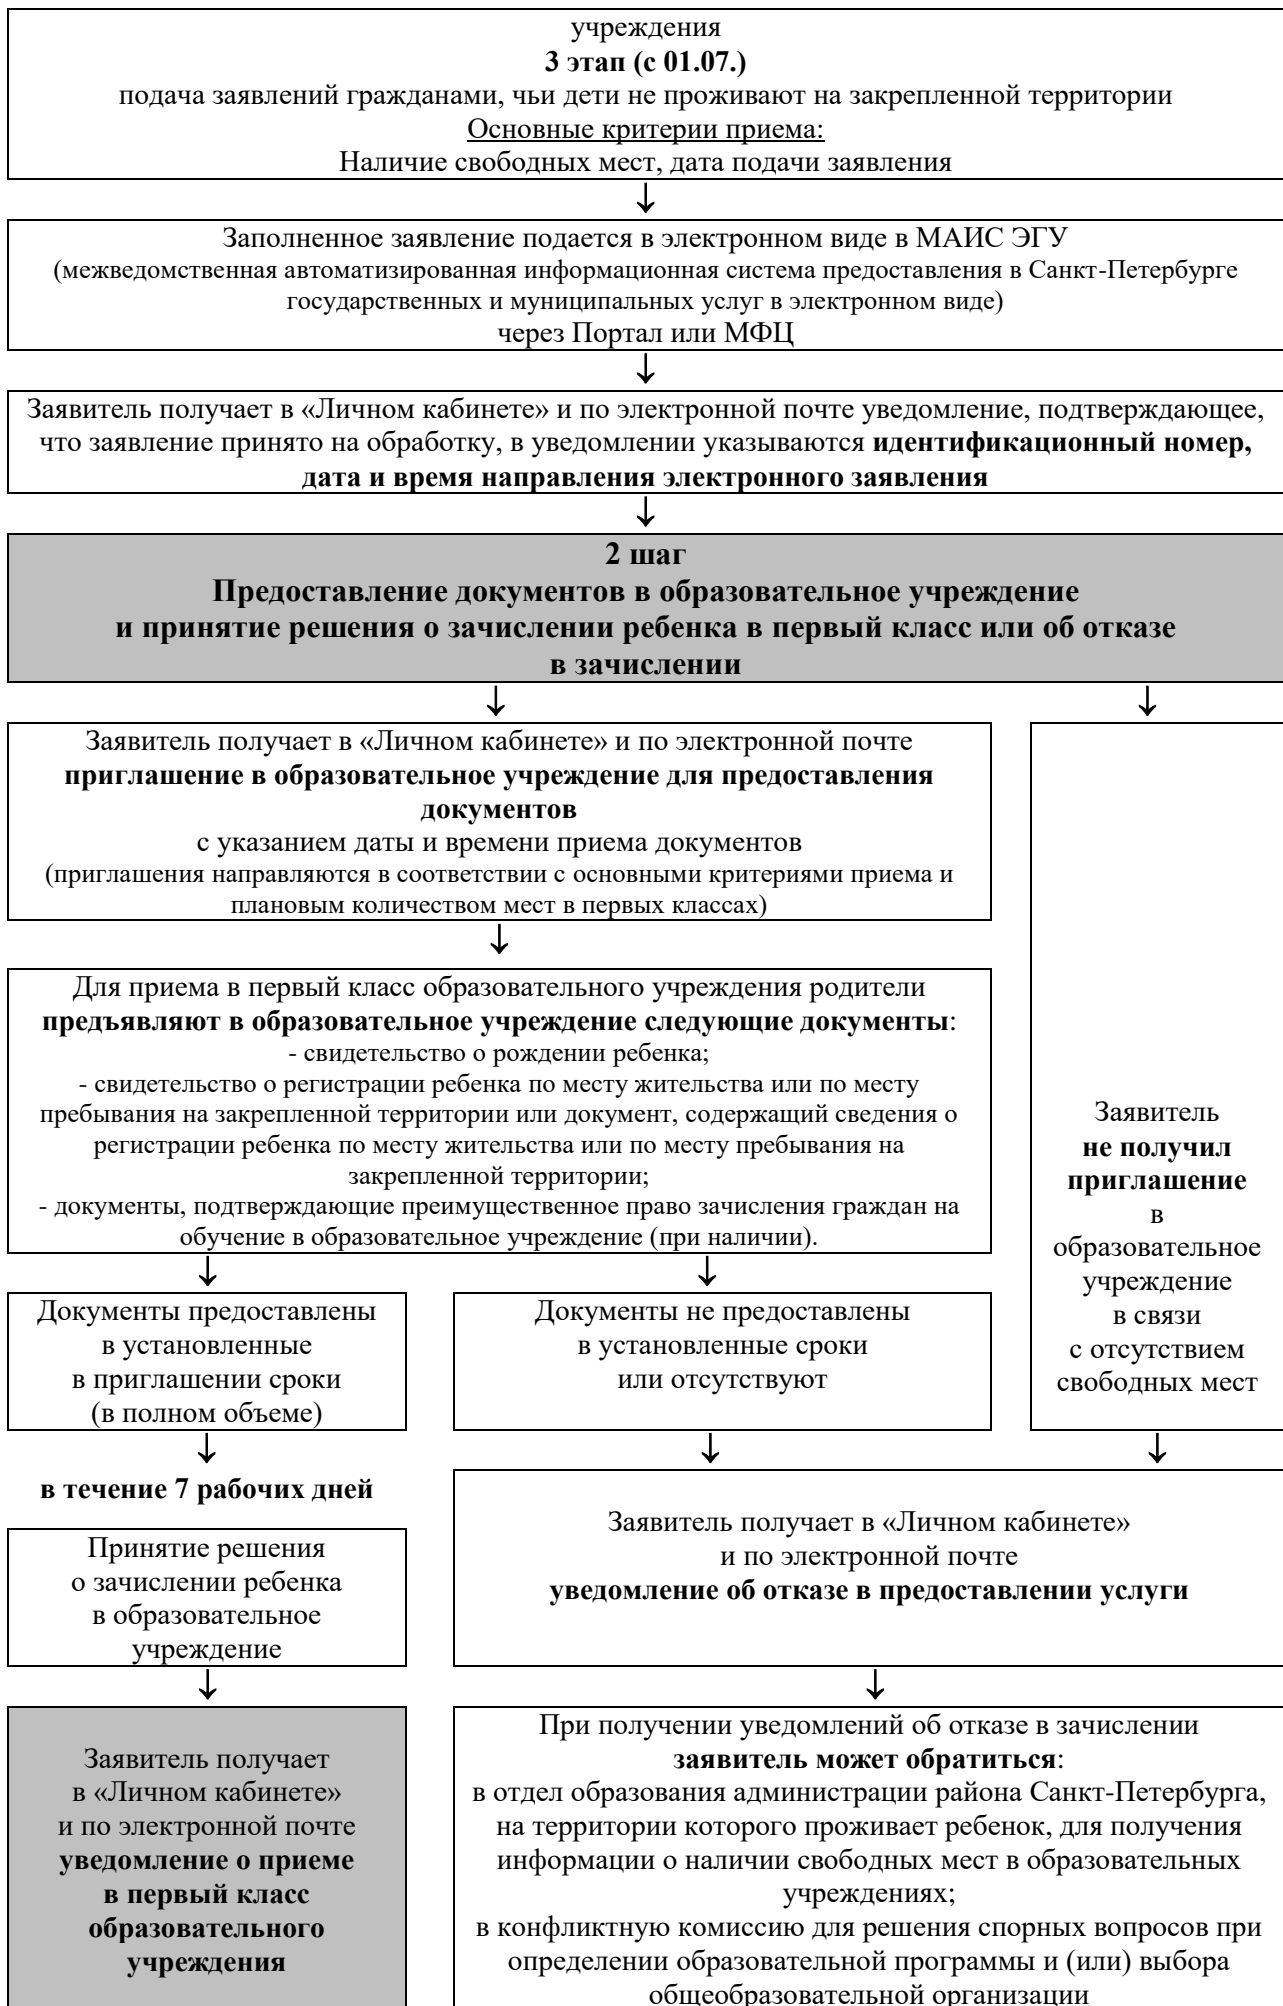 учреждения
3 этап (с 01.07.)
подача заявлений гражданами, чьи дети не проживают на закрепленной территории
Основные критерии приема:
Наличие свободных мест, дата подачи заявления
↓
Заполненное заявление подается в электронном виде в МАИС ЭГУ
(межведомственная автоматизированная информационная система предоставления в Санкт-Петербурге
государственных и муниципальных услуг в электронном виде)
через Портал или МФЦ
↓
Заявитель получает в «Личном кабинете» и по электронной почте уведомление, подтверждающее,
что заявление принято на обработку, в уведомлении указываются идентификационный номер,
дата и время направления электронного заявления
↓
2 шаг
Предоставление документов в образовательное учреждение
и принятие решения о зачислении ребенка в первый класс или об отказе
в зачислении
↓ ↓
Заявитель получает в «Личном кабинете» и по электронной почте
приглашение в образовательное учреждение для предоставления
документов
с указанием даты и времени приема документов
(приглашения направляются в соответствии с основными критериями приема и
плановым количеством мест в первых классах)
↓
Для приема в первый класс образовательного учреждения родители
предъявляют в образовательное учреждение следующие документы:
- свидетельство о рождении ребенка;
- свидетельство о регистрации ребенка по месту жительства или по месту
пребывания на закрепленной территории или документ, содержащий сведения о
регистрации ребенка по месту жительства или по месту пребывания на
закрепленной территории;
- документы, подтверждающие преимущественное право зачисления граждан на
обучение в образовательное учреждение (при наличии).
Заявитель
не получил
приглашение
в
образовательное
учреждение
в связи
с отсутствием
свободных мест
↓ ↓
Документы предоставлены
в установленные
в приглашении сроки
(в полном объеме)
Документы не предоставлены
в установленные сроки
или отсутствуют
↓ ↓ ↓
в течение 7 рабочих дней
Принятие решения
о зачислении ребенка
в образовательное
учреждение
Заявитель получает в «Личном кабинете»
и по электронной почте
уведомление об отказе в предоставлении услуги
↓ ↓
Заявитель получает
в «Личном кабинете»
и по электронной почте
уведомление о приеме
в первый класс
образовательного
учреждения
При получении уведомлений об отказе в зачислении
заявитель может обратиться:
в отдел образования администрации района Санкт-Петербурга,
на территории которого проживает ребенок, для получения
информации о наличии свободных мест в образовательных
учреждениях;
в конфликтную комиссию для решения спорных вопросов при
определении образовательной программы и (или) выбора
общеобразовательной организации